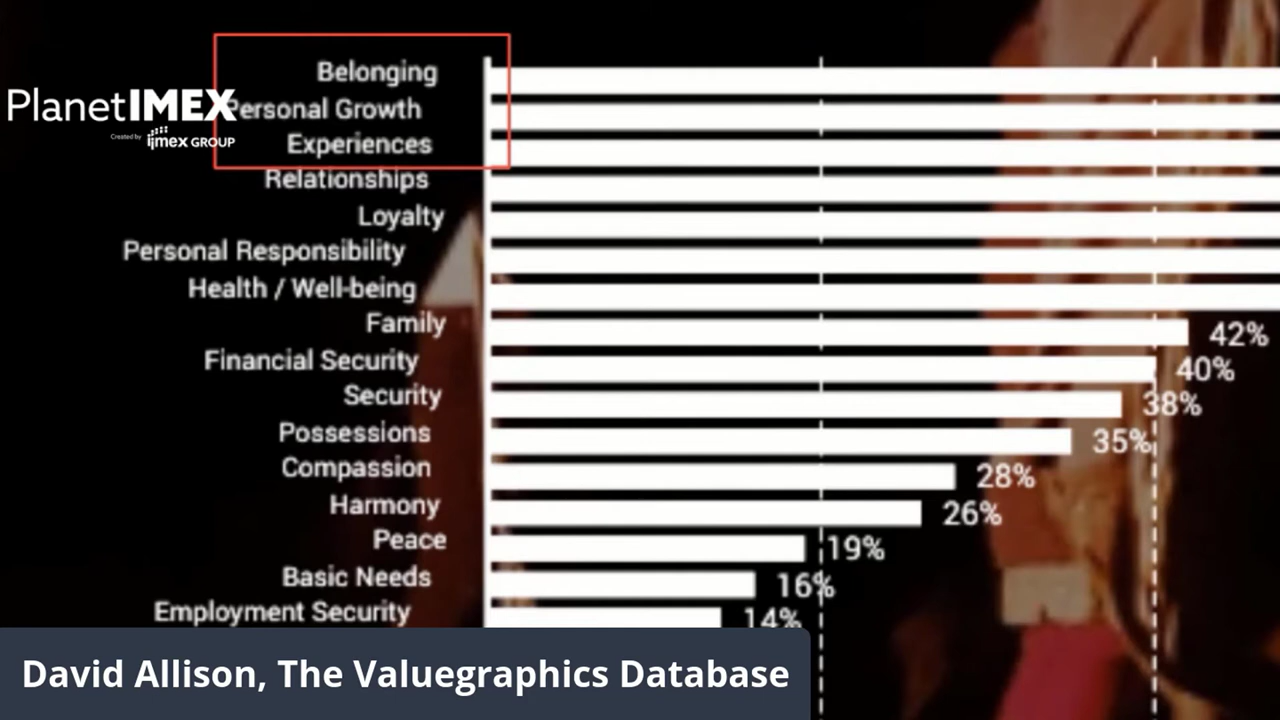 Belonging
PlanetIMEX
Personal Growth
Created by imex GROUP
Experiences
Relationships
Loyalty
Personal Responsibility
Health / Well-being
Family 42%
Financial Security 40%
Security 38%
Possessions 35%
Compassion 28%
Harmony 26%
Peace 19%
Basic Needs 16%
Employment Security 14%
David Allison, The Valuegraphics Database